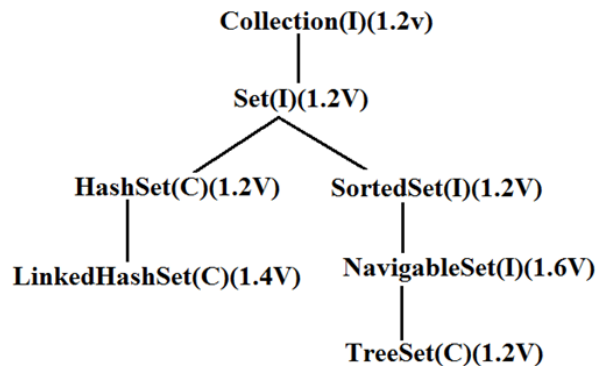 Collection(I)(1.2v)
Set(I)(1.2V)
HashSet(C)(1.2V)
SortedSet(I)(1.2V)
LinkedHashSet(C)(1.4V)
NavigableSet(I)(1.6V)
TreeSet(C)(1.2V)